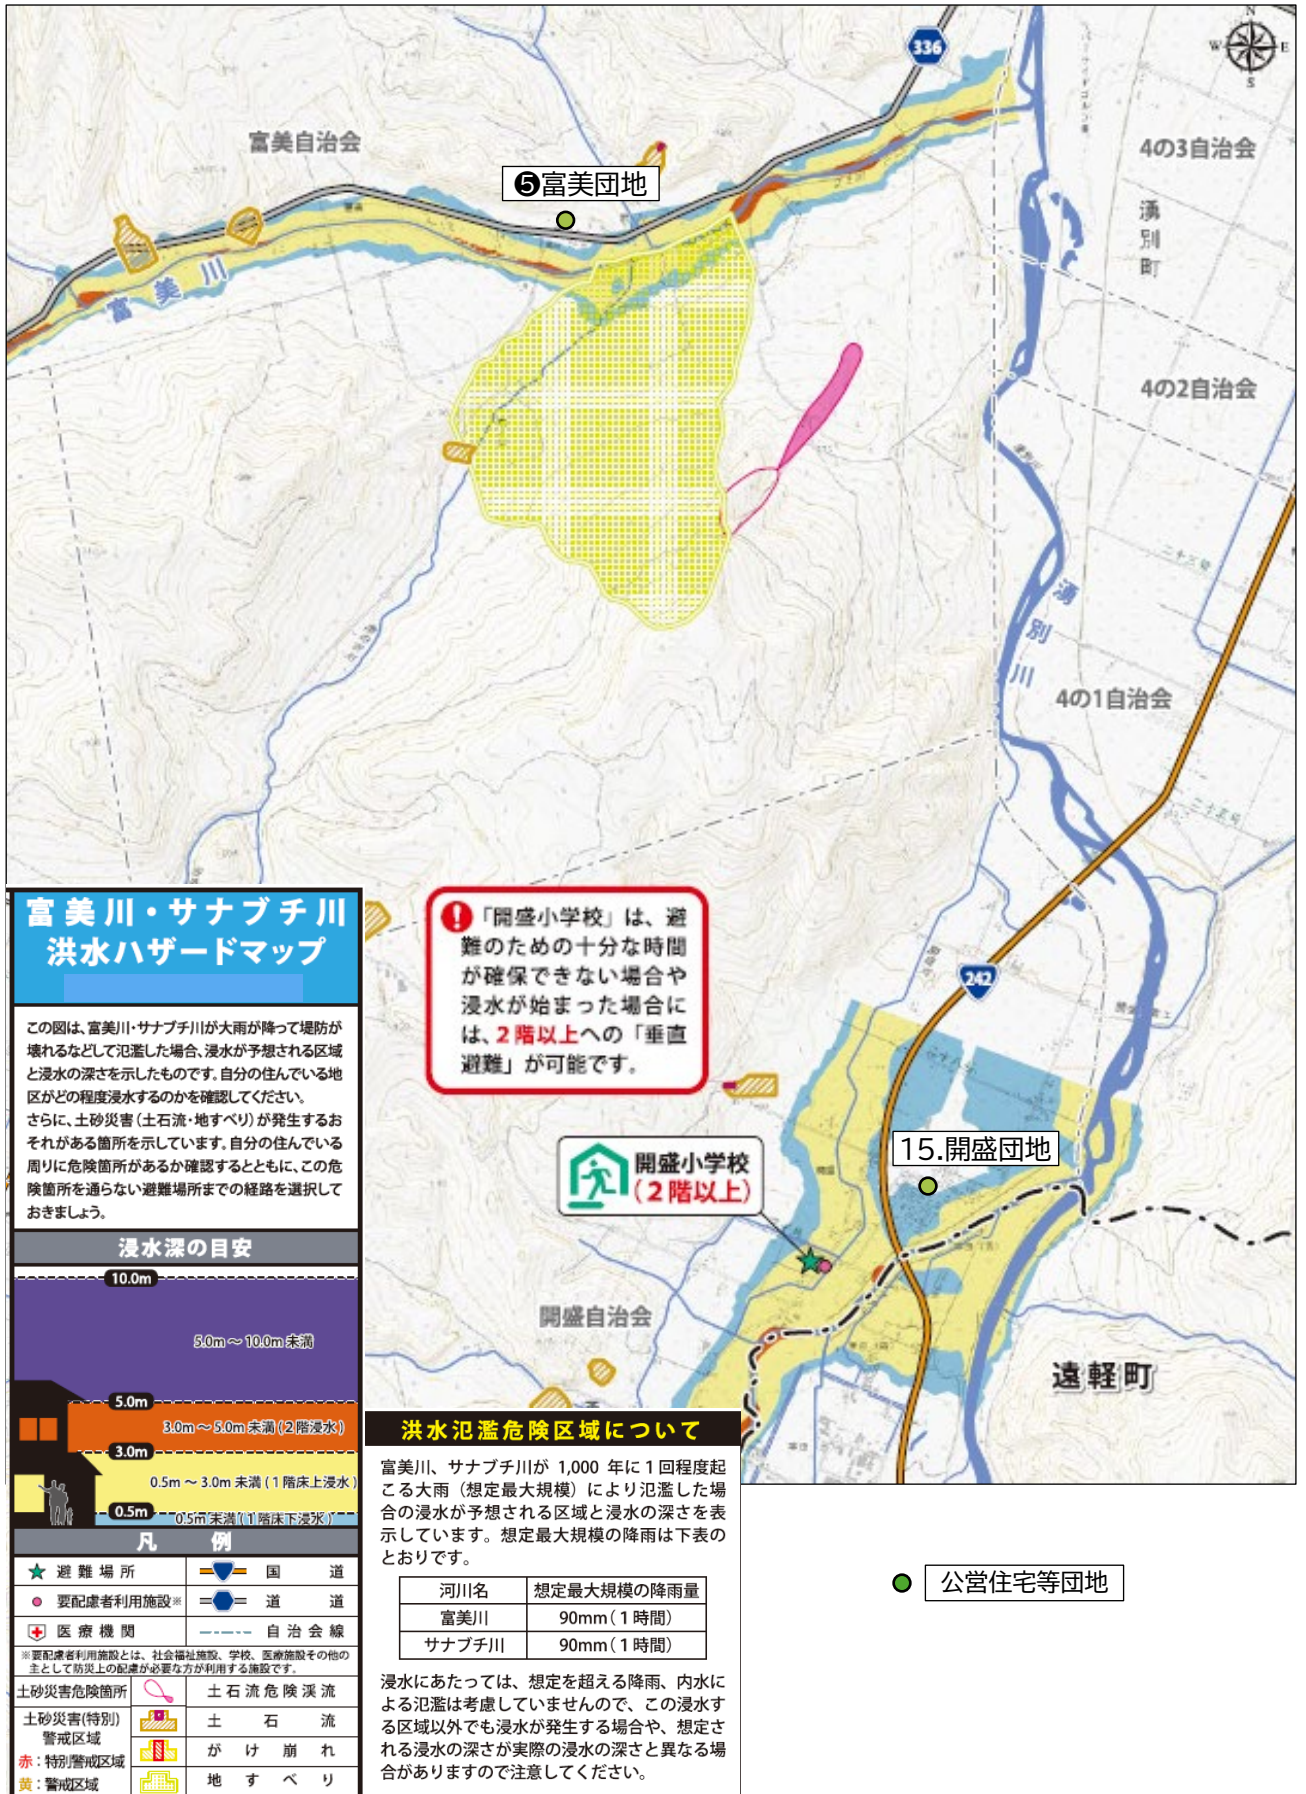 N
W
E
S
336
富美自治会
❺富美団地
4の3自治会
湧別町
富美川
4の2自治会
湧別川
4の1自治会
富美川・サナブチ川
洪水ハザードマップ
この図は、富美川・サナブチ川が大雨が降って堤防が
壊れるなどして氾濫した場合、浸水が予想される区域
と浸水の深さを示したものです。自分の住んでいる地
区がどの程度浸水するのかを確認してください。
さらに、土砂災害(土石流・地すべり)が発生するお
それがある箇所を示しています。自分の住んでいる
周りに危険箇所があるか確認するとともに、この危
険箇所を通らない避難場所までの経路を選択して
おきましょう。
「開盛小学校」は、避
難のための十分な時間
が確保できない場合や
浸水が始まった場合に
は、2階以上への「垂直
避難」が可能です。
242
15.開盛団地
開盛小学校
(2階以上)
開盛自治会
遠軽町
浸水深の目安
10.0m
5.0m～10.0m未満
5.0m
3.0m～5.0m未満(2階浸水)
3.0m
0.5m～3.0m未満(1階床上浸水)
0.5m
0.5m未満(1階床下浸水)
凡例
避難場所
国道
要配慮者利用施設※
道道
医療機関
自治会線
※要配慮者利用施設とは、社会福祉施設、学校、医療施設その他の
主として防災上の配慮が必要な方が利用する施設です。
土砂災害危険箇所
土石流危険渓流
土砂災害(特別)
警戒区域
赤：特別警戒区域
黄：警戒区域
土石流
がけ崩れ
地すべり
洪水氾濫危険区域について
富美川、サナブチ川が 1,000 年に1回程度起
こる大雨（想定最大規模）により氾濫した場
合の浸水が予想される区域と浸水の深さを表
示しています。想定最大規模の降雨は下表の
とおりです。
河川名 想定最大規模の降雨量
富美川 90mm(1時間)
サナブチ川 90mm(1時間)
浸水にあたっては、想定を超える降雨、内水に
よる氾濫は考慮していませんので、この浸水す
る区域以外でも浸水が発生する場合や、想定さ
れる浸水の深さが実際の浸水の深さと異なる場
合がありますので注意してください。
公営住宅等団地